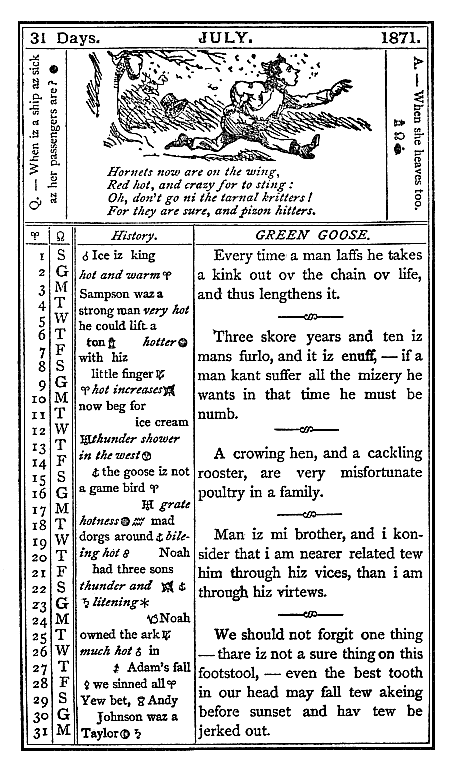 31 Days. JULY. 1871.
Q. — When iz a ship az sick
az her passengers are?
A. — When she heaves too.
Hornets now are on the wing,
Red hot, and crazy for to sting:
Oh, don't go ni the tarnal kritters!
For they are sure, and pizon hitters.
♈ ☊ History. GREEN GOOSE.
1 S
2 G
3 M
4 T
5 W
6 T
7 F
8 S
9 G
10 M
11 T
12 W
13 T
14 F
15 S
16 G
17 M
18 T
19 W
20 T
21 F
22 S
23 G
24 M
25 T
26 W
27 T
28 F
29 S
30 G
31 M
Ice iz king
hot and warm ♈
Sampson waz a
strong man very hot
he could lift a
ton hotter
with hiz
little finger
♈ hot increases
now beg for
ice cream
thunder shower
in the west
the goose iz not
a game bird ♈
grate
hotness mad
dorgs around bile-
ing hot Noah
had three sons
thunder and
litening
Noah
owned the ark
much hot in
Adam's fall
we sinned all ♈
Yew bet, Andy
Johnson waz a
Taylor
Every time a man laffs he takes
a kink out ov the chain ov life,
and thus lengthens it.
Three skore years and ten iz
mans furlo, and it iz enuff, — if a
man kant suffer all the mizery he
wants in that time he must be
numb.
A crowing hen, and a cackling
rooster, are very misfortunate
poultry in a family.
Man iz mi brother, and i kon-
sider that i am nearer related tew
him through hiz vices, than i am
through hiz virtews.
We should not forgit one thing
— thare iz not a sure thing on this
footstool, — even the best tooth
in our head may fall tew akeing
before sunset and hav tew be
jerked out.